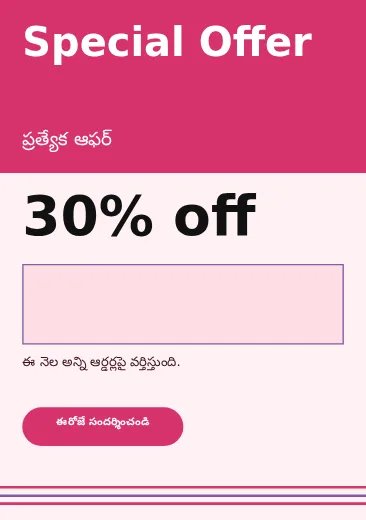 Special Offer
ప్రత్యేక ఆఫర్
30% off
ఈ నెల అన్ని ఆర్డర్లపై వర్తిస్తుంది.
ఈరోజే సందర్శించండి